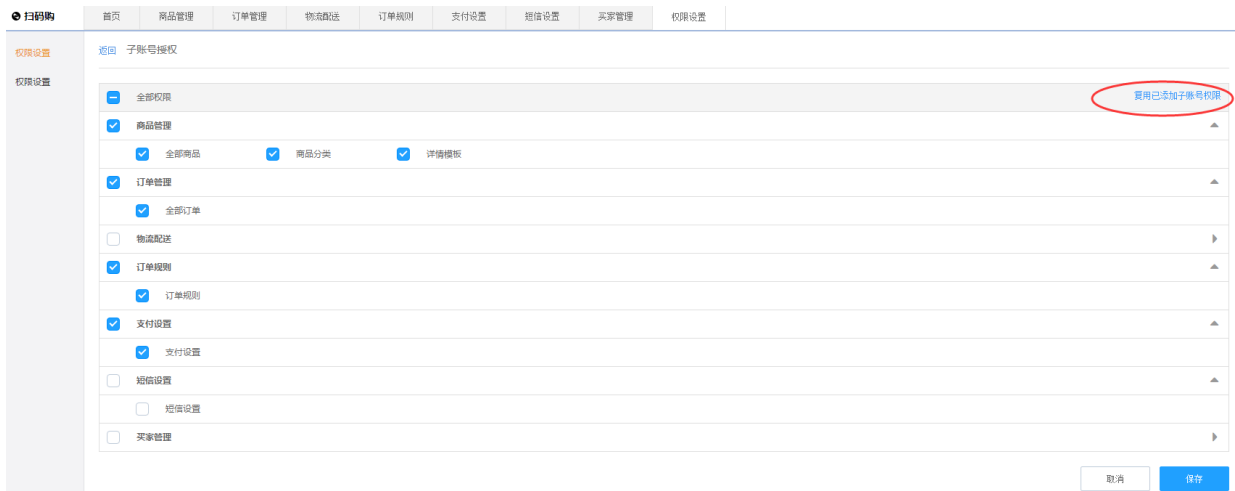 扫码购 首页 商品管理 订单管理 物流配送 订单规则 支付设置 短信设置 买家管理 权限设置
权限设置
权限设置
返回 子账号授权
全部权限 复用已添加子账号权限
商品管理
全部商品 商品分类 详情模板
订单管理
全部订单
物流配送
订单规则
订单规则
支付设置
支付设置
短信设置
短信设置
买家管理
取消 保存